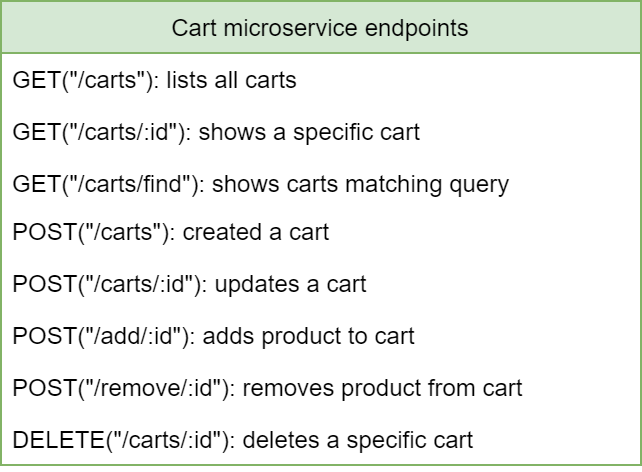 Cart microservice endpoints
GET("/carts"): lists all carts
GET("/carts/:id"): shows a specific cart
GET("/carts/find"): shows carts matching query
POST("/carts"): created a cart
POST("/carts/:id"): updates a cart
POST("/add/:id"): adds product to cart
POST("/remove/:id"): removes product from cart
DELETE("/carts/:id"): deletes a specific cart